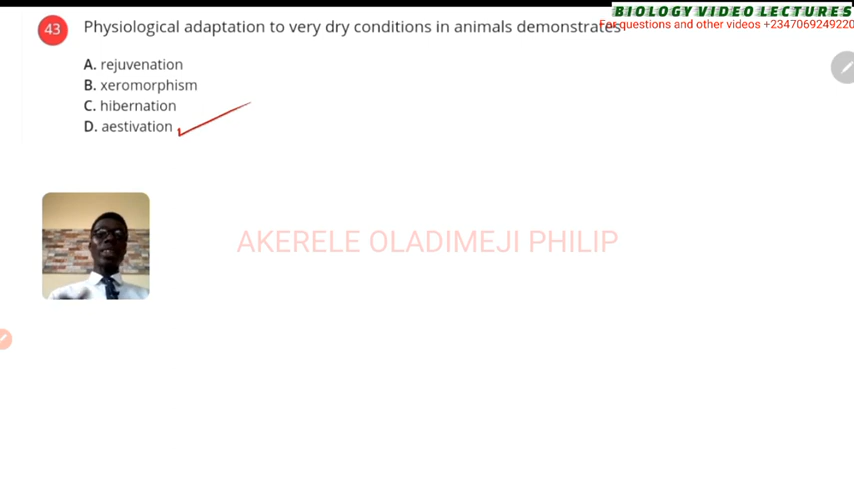 BIOLOGY VIDEO LECTURES
43 Physiological adaptation to very dry conditions in animals demonstrates
For questions and other videos +2347069249220
A. rejuvenation
B. xeromorphism
C. hibernation
D. aestivation
AKERELE OLADIMEJI PHILIP